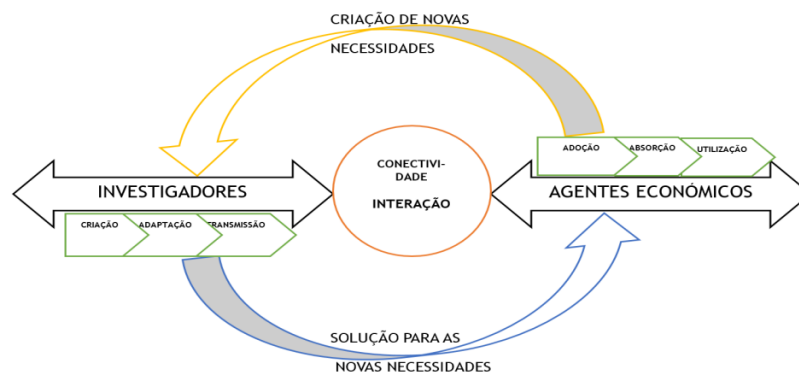 CRIAÇÃO DE NOVAS
NECESSIDADES
ADOÇÃO
ABSORÇÃO
UTILIZAÇÃO
CONECTIVI-
DADE
INTERAÇÃO
INVESTIGADORES
AGENTES ECONÓMICOS
CRIAÇÃO
ADAPTAÇÃO
TRANSMISSÃO
SOLUÇÃO PARA AS
NOVAS NECESSIDADES